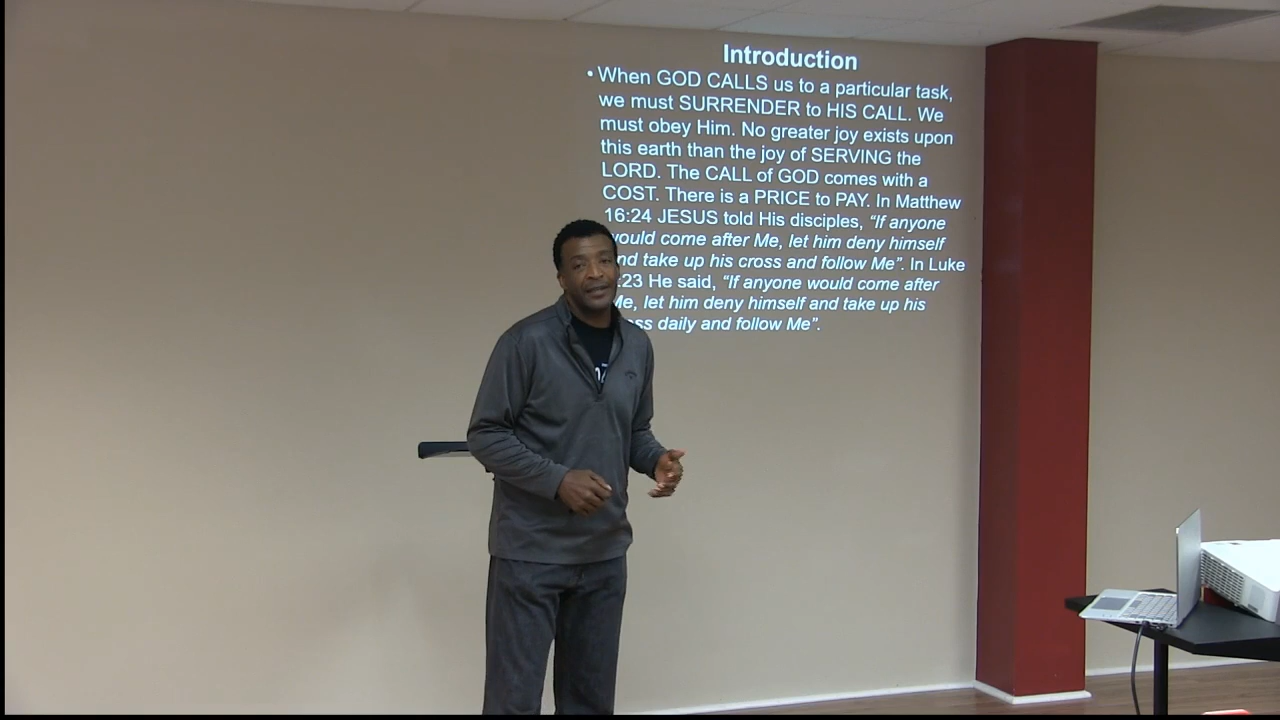 Introduction
• When GOD CALLS us to a particular task,
we must SURRENDER to HIS CALL. We
must obey Him. No greater joy exists upon
this earth than the joy of SERVING the
LORD. The CALL of GOD comes with a
COST. There is a PRICE to PAY. In Matthew
16:24 JESUS told His disciples, “If anyone
would come after Me, let him deny himself
and take up his cross and follow Me”. In Luke
:23 He said, “If anyone would come after
Me, let him deny himself and take up his
ss daily and follow Me”.